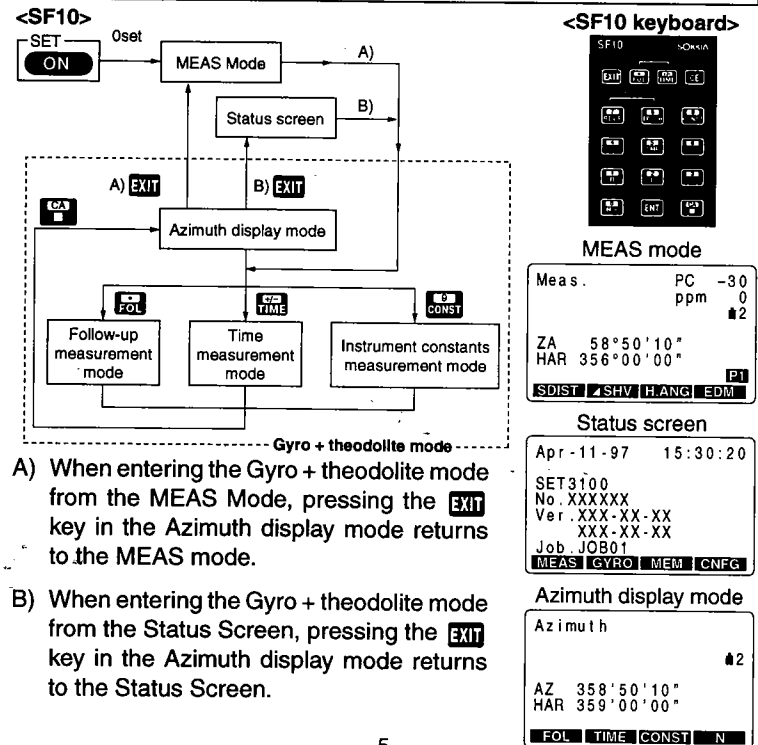 <SF10>
SET
ON
0set
MEAS Mode
A)
Status screen
B)
A) EXIT
B) EXIT
CA
Azimuth display mode
FOL
+/-
TIME
θ
CONST
Follow-up
measurement
mode
Time
measurement
mode
Instrument constants
measurement mode
Gyro + theodolite mode
A) When entering the Gyro + theodolite mode
from the MEAS Mode, pressing the EXIT
key in the Azimuth display mode returns
to the MEAS mode.
B) When entering the Gyro + theodolite mode
from the Status Screen, pressing the EXIT
key in the Azimuth display mode returns
to the Status Screen.
<SF10 keyboard>
SF10 SOKKIA
EXIT FOL TIME CE
ENT
MEAS mode
Meas. PC -30
ppm 0
2
ZA 58°50'10"
HAR 356°00'00"
P1
SDIST ◢SHV H.ANG EDM
Status screen
Apr-11-97 15:30:20
SET3100
No.XXXXXX
Ver.XXX-XX-XX
XXX-XX-XX
Job.JOB01
MEAS GYRO MEM CNFG
Azimuth display mode
Azimuth
2
AZ 358'50'10"
HAR 359'00'00"
FOL TIME CONST N
5